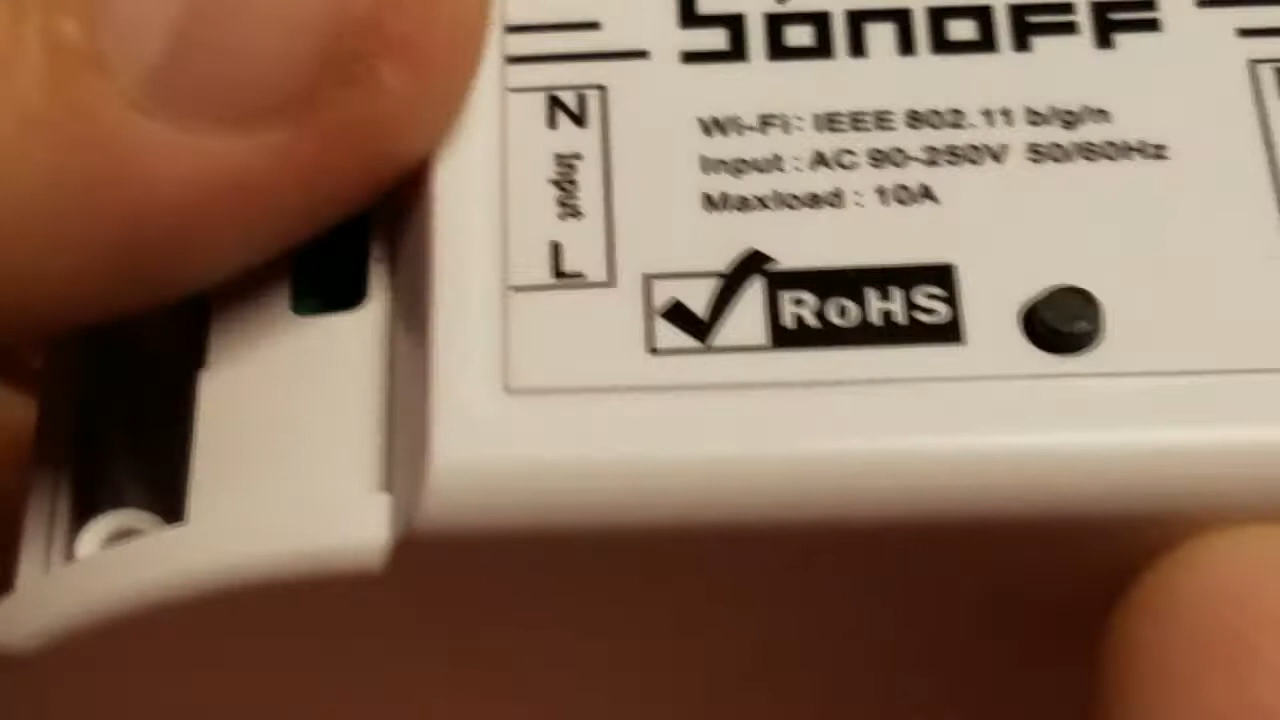 SONOFF
N Input L
Wi-Fi: IEEE 802.11 b/g/n
Input : AC 90-250V 50/60Hz
Maxload : 10A
RoHS